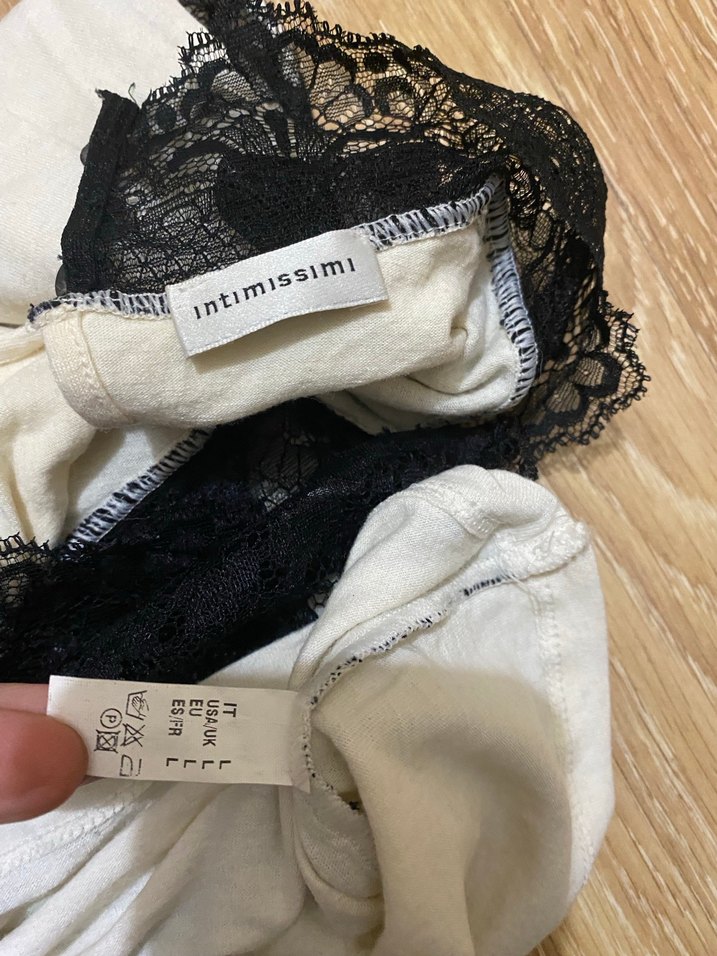 intimissimi
IT L
USA/UK L
EU L
ES/FR L
P